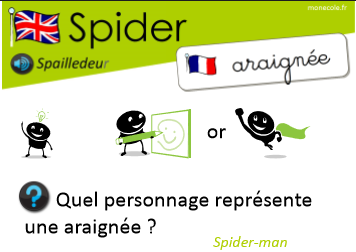 monecole.fr
Spider
Spailledeur
araignée
or
? Quel personnage représente
une araignée ?
Spider-man